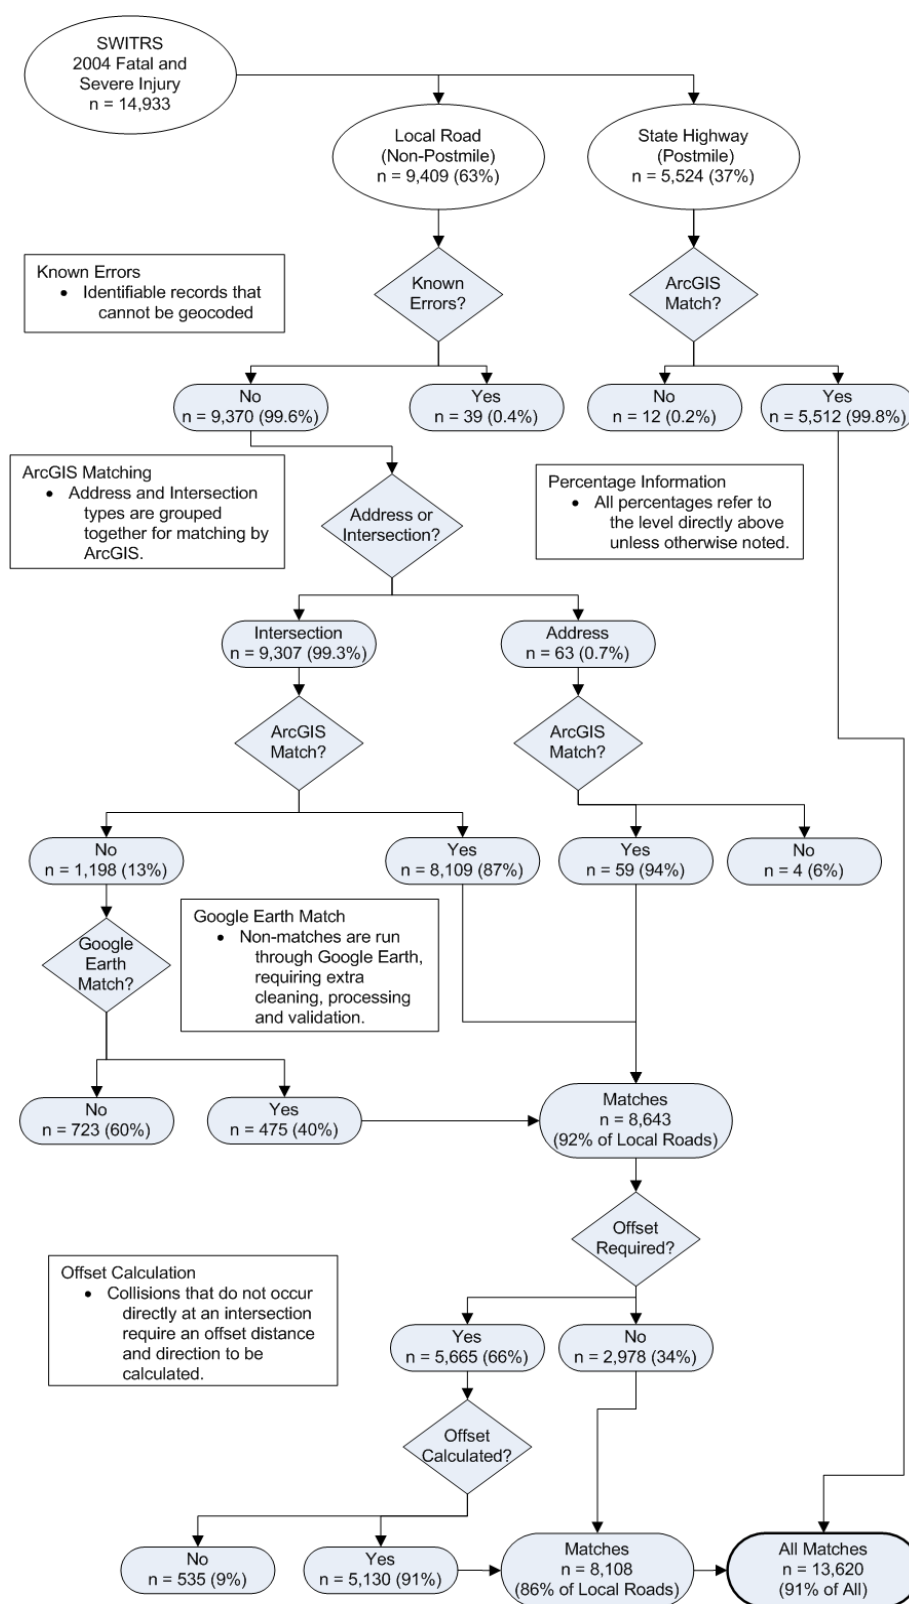 SWITRS
2004 Fatal and
Severe Injury
n = 14,933
Local Road
(Non-Postmile)
n = 9,409 (63%)
State Highway
(Postmile)
n = 5,524 (37%)
Known Errors
• Identifiable records that
cannot be geocoded
Known
Errors?
ArcGIS
Match?
No
n = 9,370 (99.6%)
Yes
n = 39 (0.4%)
No
n = 12 (0.2%)
Yes
n = 5,512 (99.8%)
ArcGIS Matching
• Address and Intersection
types are grouped
together for matching by
ArcGIS.
Address or
Intersection?
Percentage Information
• All percentages refer to
the level directly above
unless otherwise noted.
Intersection
n = 9,307 (99.3%)
Address
n = 63 (0.7%)
ArcGIS
Match?
ArcGIS
Match?
No
n = 1,198 (13%)
Yes
n = 8,109 (87%)
Yes
n = 59 (94%)
No
n = 4 (6%)
Google
Earth
Match?
Google Earth Match
• Non-matches are run
through Google Earth,
requiring extra
cleaning, processing
and validation.
No
n = 723 (60%)
Yes
n = 475 (40%)
Matches
n = 8,643
(92% of Local Roads)
Offset
Required?
Offset Calculation
• Collisions that do not occur
directly at an intersection
require an offset distance
and direction to be
calculated.
Yes
n = 5,665 (66%)
No
n = 2,978 (34%)
Offset
Calculated?
No
n = 535 (9%)
Yes
n = 5,130 (91%)
Matches
n = 8,108
(86% of Local Roads)
All Matches
n = 13,620
(91% of All)